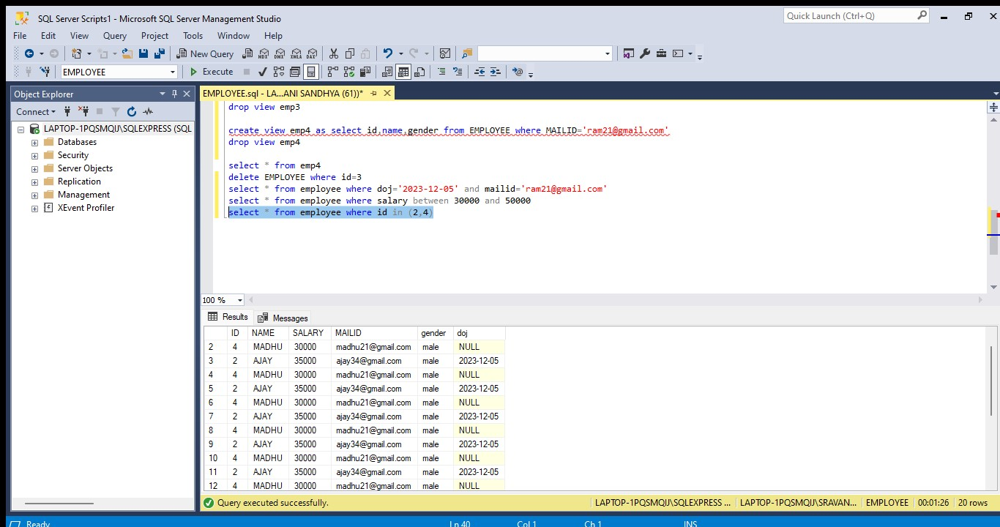 SQL Server Scripts1 - Microsoft SQL Server Management Studio
Quick Launch (Ctrl+Q)
File Edit View Query Project Tools Window Help
New Query MDX DMX XMLA DAX
EMPLOYEE Execute
Object Explorer
EMPLOYEE.sql - LA...ANI SANDHYA (61))*
Connect
LAPTOP-1PQSMQIJ\SQLEXPRESS (SQL
Databases
Security
Server Objects
Replication
Management
XEvent Profiler
drop view emp3
create view emp4 as select id,name,gender from EMPLOYEE where MAILID='ram21@gmail.com'
drop view emp4
select * from emp4
delete EMPLOYEE where id=3
select * from employee where doj='2023-12-05' and mailid='ram21@gmail.com'
select * from employee where salary between 30000 and 50000
select * from employee where id in (2,4)
100 %
Results Messages
ID NAME SALARY MAILID gender doj
2 4 MADHU 30000 madhu21@gmail.com male NULL
3 2 AJAY 35000 ajay34@gmail.com male 2023-12-05
4 4 MADHU 30000 madhu21@gmail.com male NULL
5 2 AJAY 35000 ajay34@gmail.com male 2023-12-05
6 4 MADHU 30000 madhu21@gmail.com male NULL
7 2 AJAY 35000 ajay34@gmail.com male 2023-12-05
8 4 MADHU 30000 madhu21@gmail.com male NULL
9 2 AJAY 35000 ajay34@gmail.com male 2023-12-05
10 4 MADHU 30000 madhu21@gmail.com male NULL
11 2 AJAY 35000 ajay34@gmail.com male 2023-12-05
12 4 MADHU 30000 madhu21@gmail.com male NULL
Query executed successfully. LAPTOP-1PQSMQIJ\SQLEXPRESS ... LAPTOP-1PQSMQIJ\SRAVAN... EMPLOYEE 00:01:26 20 rows
Ready Ln 40 Col 1 Ch 1 INS